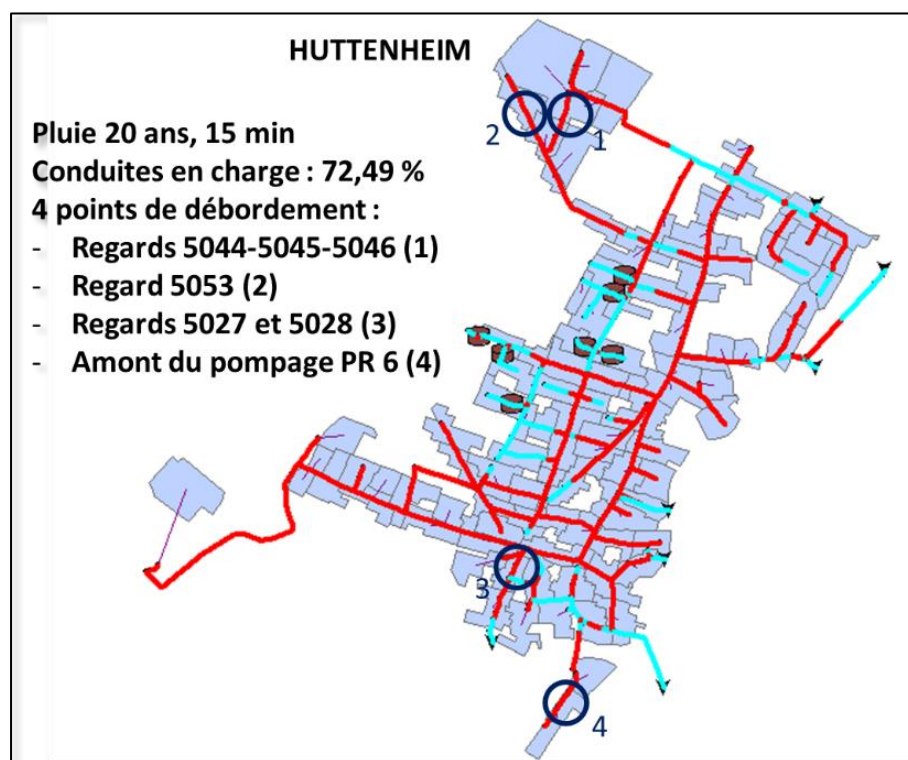 HUTTENHEIM
Pluie 20 ans, 15 min
Conduites en charge : 72,49 %
4 points de débordement :
- Regards 5044-5045-5046 (1)
- Regard 5053 (2)
- Regards 5027 et 5028 (3)
- Amont du pompage PR 6 (4)
2
1
3
4